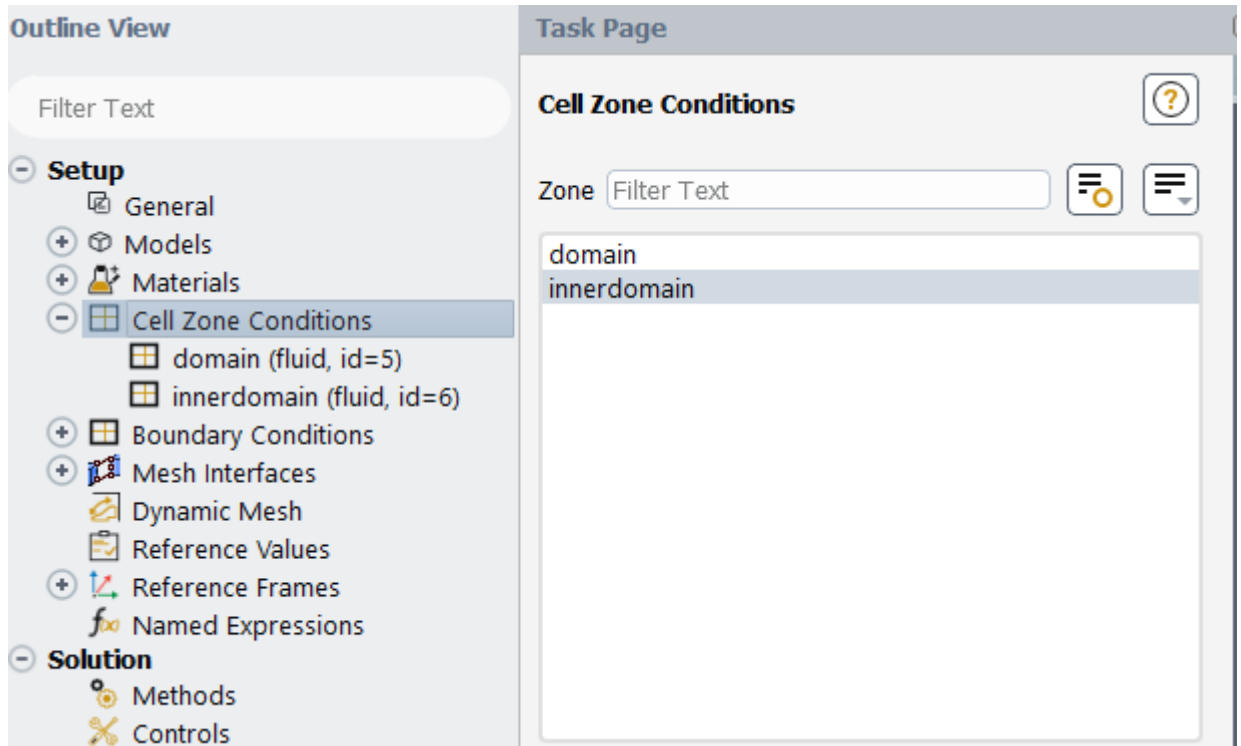 Outline View
Filter Text
Setup
General
Models
Materials
Cell Zone Conditions
domain (fluid, id=5)
innerdomain (fluid, id=6)
Boundary Conditions
Mesh Interfaces
Dynamic Mesh
Reference Values
Reference Frames
f(x) Named Expressions
Solution
Methods
Controls
Task Page
Cell Zone Conditions
?
Zone Filter Text
domain
innerdomain